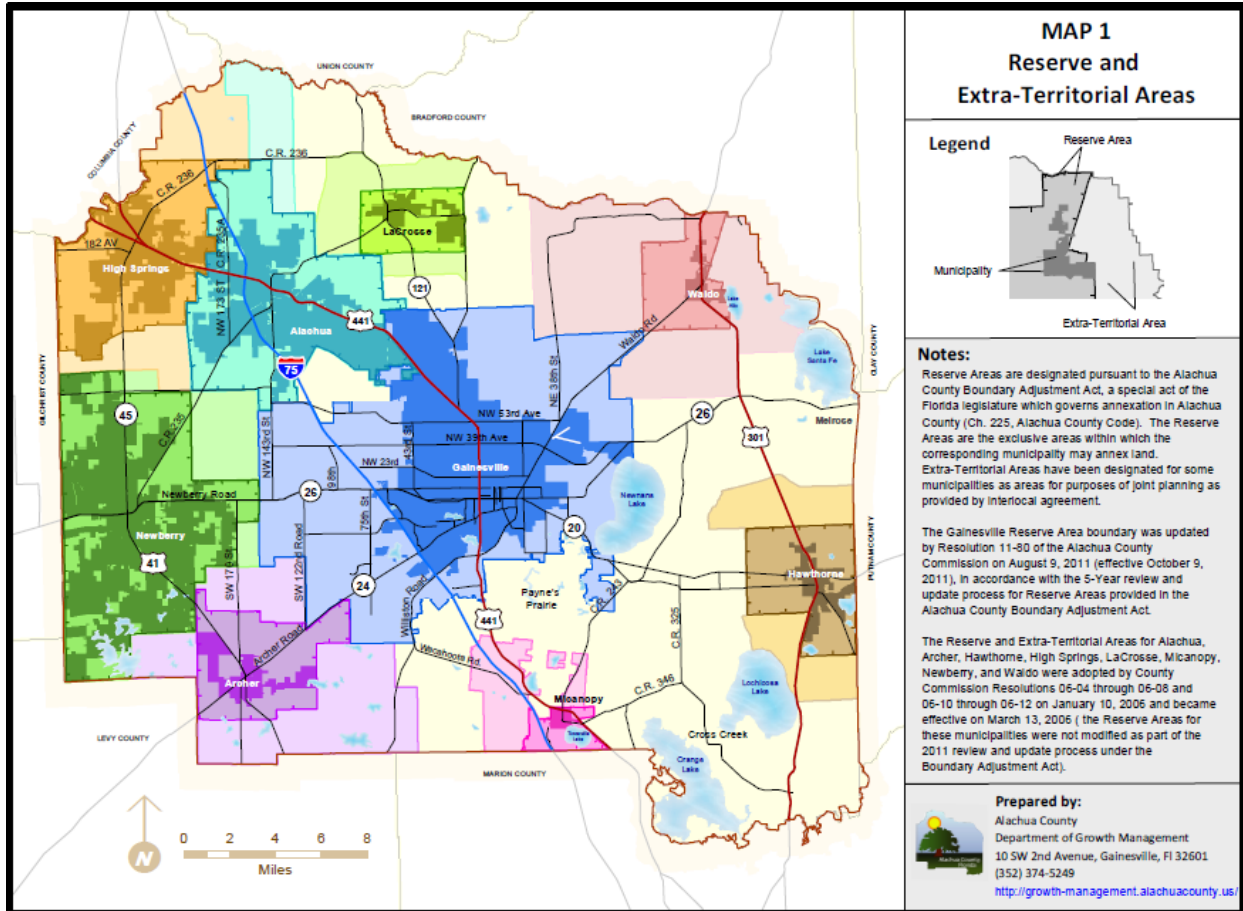 MAP 1
Reserve and
Extra-Territorial Areas
Legend
Reserve Area
Municipality
Extra-Territorial Area
Notes:
Reserve Areas are designated pursuant to the Alachua
County Boundary Adjustment Act, a special act of the
Florida legislature which governs annexation in Alachua
County (Ch. 225, Alachua County Code). The Reserve
Areas are the exclusive areas within which the
corresponding municipality may annex land.
Extra-Territorial Areas have been designated for some
municipalities as areas for purposes of joint planning as
provided by interlocal agreement.
The Gainesville Reserve Area boundary was updated
by Resolution 11-80 of the Alachua County
Commission on August 9, 2011 (effective October 9,
2011), in accordance with the 5-Year review and
update process for Reserve Areas provided in the
Alachua County Boundary Adjustment Act.
The Reserve and Extra-Territorial Areas for Alachua,
Archer, Hawthorne, High Springs, LaCrosse, Micanopy,
Newberry, and Waldo were adopted by County
Commission Resolutions 06-04 through 06-08 and
06-10 through 06-12 on January 10, 2006 and became
effective on March 13, 2006 ( the Reserve Areas for
these municipalities were not modified as part of the
2011 review and update process under the
Boundary Adjustment Act).
Prepared by:
Alachua County
Department of Growth Management
10 SW 2nd Avenue, Gainesville, Fl 32601
(352) 374-5249
http://growth-management.alachuacounty.us/
Alachua County
Florida
UNION COUNTY
BRADFORD COUNTY
COLUMBIA COUNTY
C.R. 236
C.R. 236
182 AV
High Springs
NW 173 ST
C.R. 235A
LaCrosse
121
441
Alachua
75
Waldo
Lake Alto
Waldo Rd
Lake
Santa Fe
CLAY COUNTY
GILCHRIST COUNTY
45
C.R. 235
NW 143rd St
43rd St
NE 38th St
NW 53rd Ave
NW 39th Ave
NW 23rd
Gainesville
26
301
Melrose
98th
26
75th St
Newberry Road
Newberry
41
SW 170 St
SW 122nd Road
24
20
Newnans
Lake
Hawthorne
PUTNAM COUNTY
Payne's
Prairie
C.R. 243
C.R. 325
Williston Road
441
Archer Road
Archer
Wacahoota Rd.
Micanopy
Tuscawilla
Lake
C.R. 346
Lochloosa
Lake
Cross Creek
Orange
Lake
LEVY COUNTY
MARION COUNTY
N
0 2 4 6 8
Miles